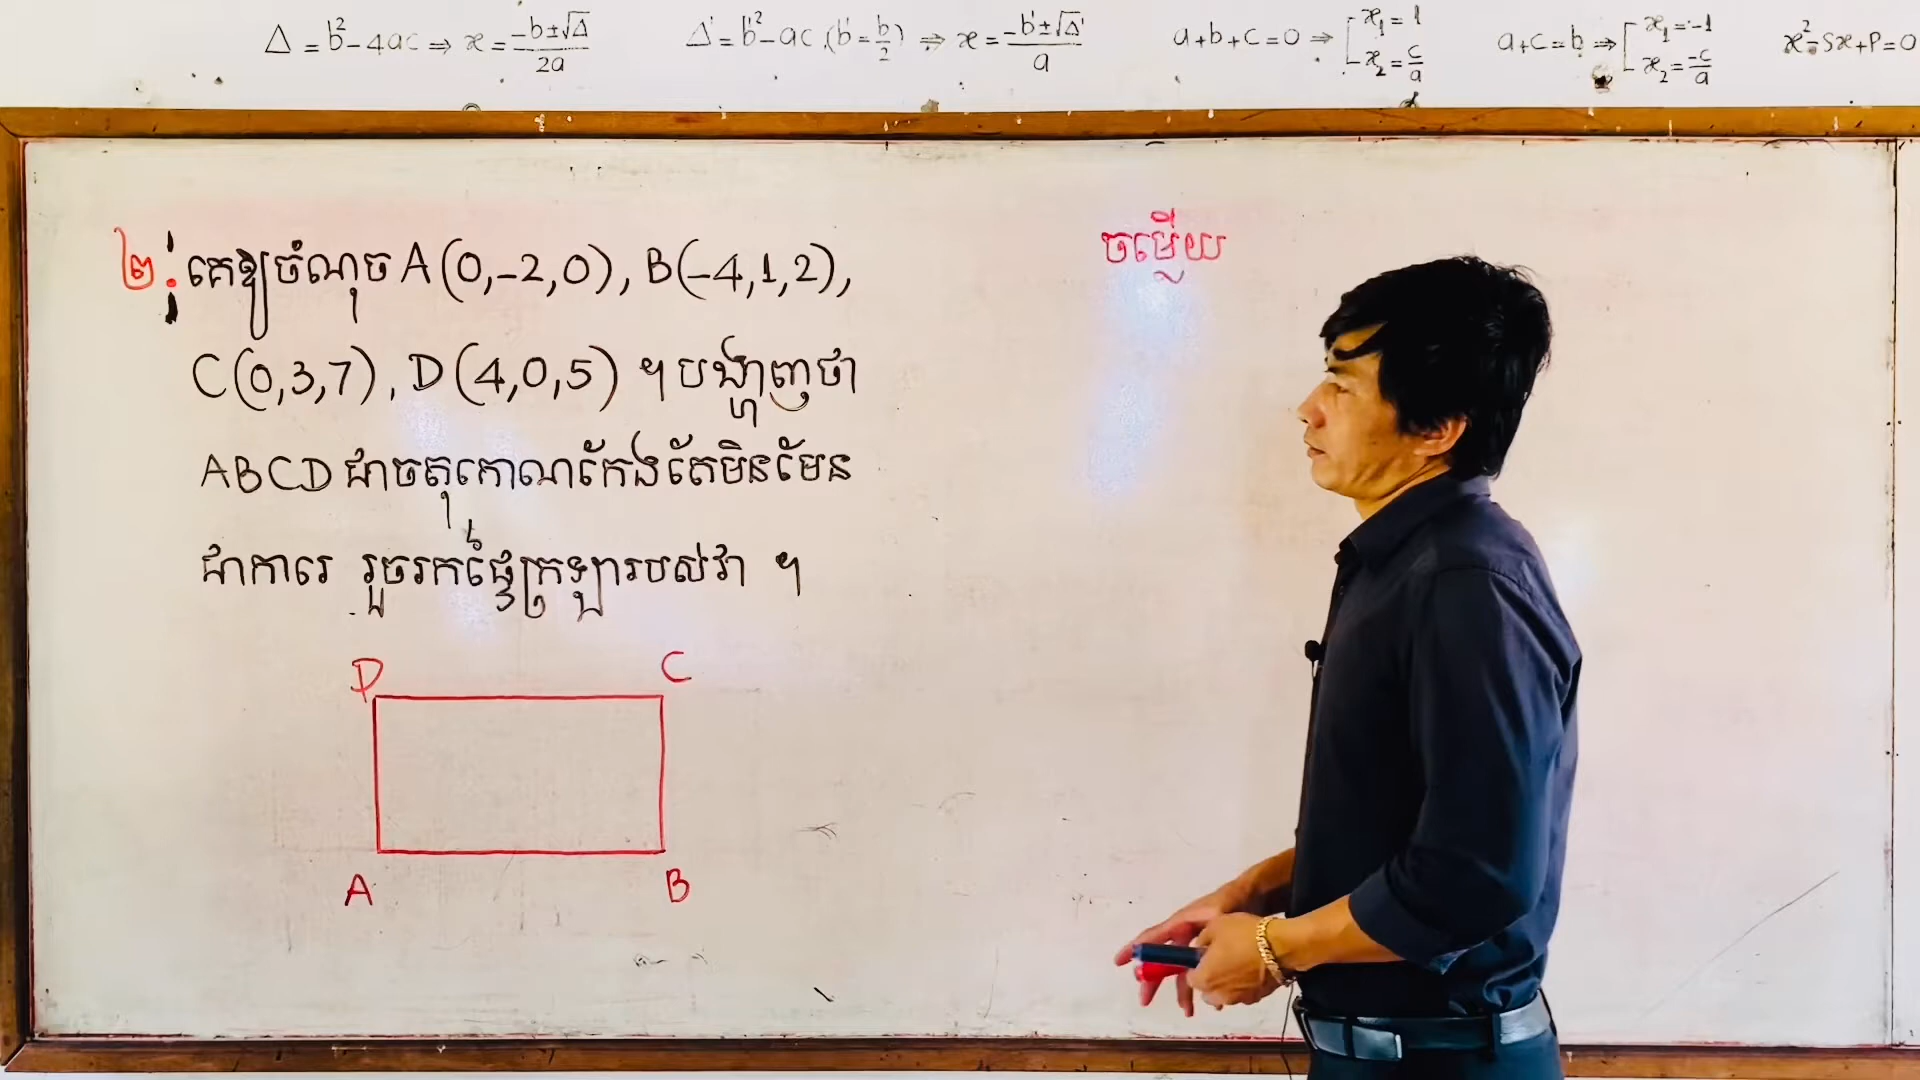 Δ = b² - 4ac ⇒ x = (-b ± √Δ) / 2a
Δ' = b'² - ac, (b' = b/2) ⇒ x = (-b' ± √Δ') / a
a + b + c = 0 ⇒ [ x₁ = 1, x₂ = c/a
a + c = b ⇒ [ x₁ = -1, x₂ = -c/a
x² - Sx + P = 0
ចម្លើយ
២. គេឱ្យចំណុច A (0, -2, 0), B(-4, 1, 2),
C(0, 3, 7), D (4, 0, 5) ។ បង្ហាញថា
ABCD ជាចតុកោណកែងតែមិនមែន
ជាការេ រួចរកផ្ទៃក្រឡារបស់វា ។
D C
A B